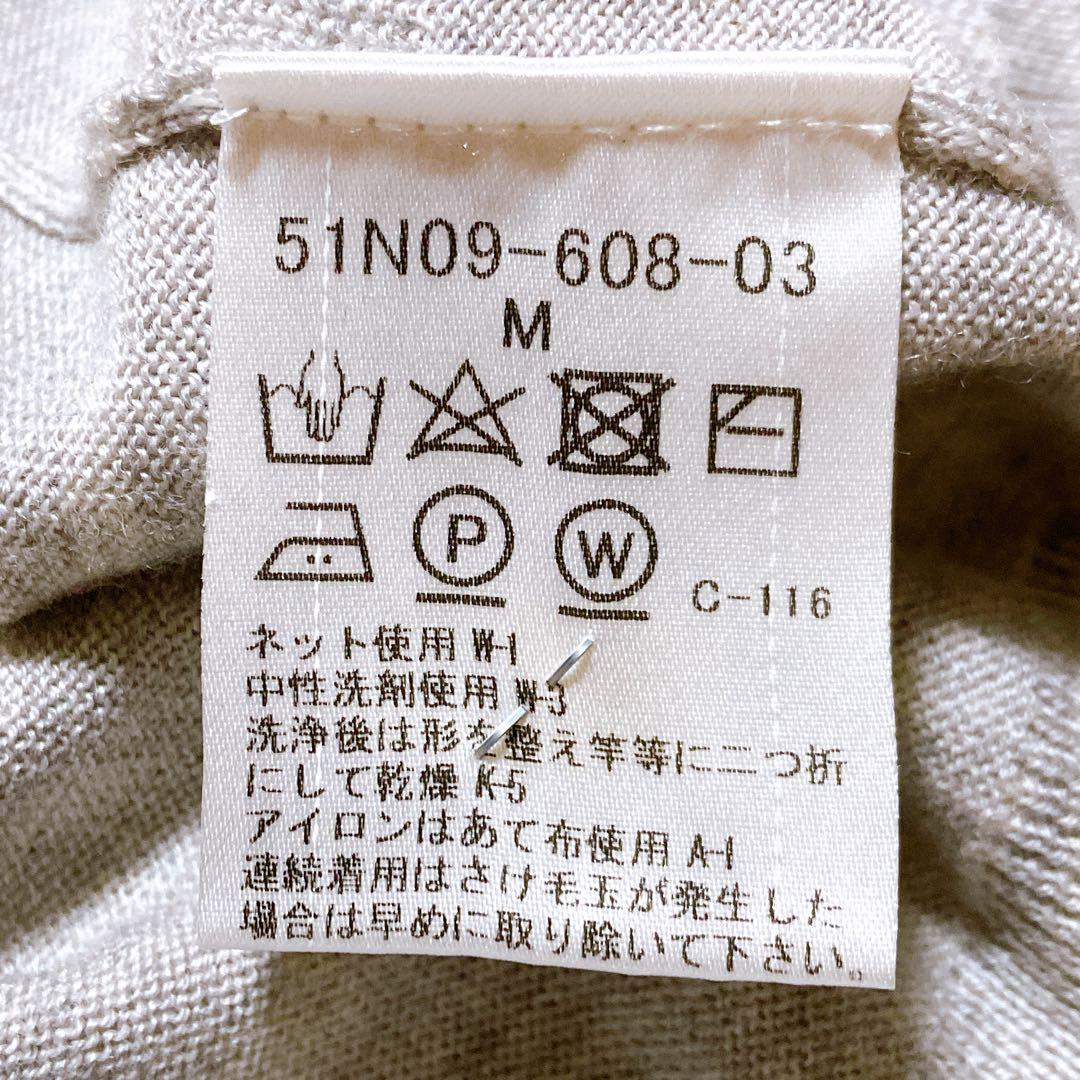 51N09-608-03
M
P W C-116
ネット使用 W-1
中性洗剤使用 W-3
洗浄後は形を整え竿等に二つ折
にして乾燥 K-5
アイロンはあて布使用 A-1
連続着用はさけ毛玉が発生した
場合は早めに取り除いて下さい。